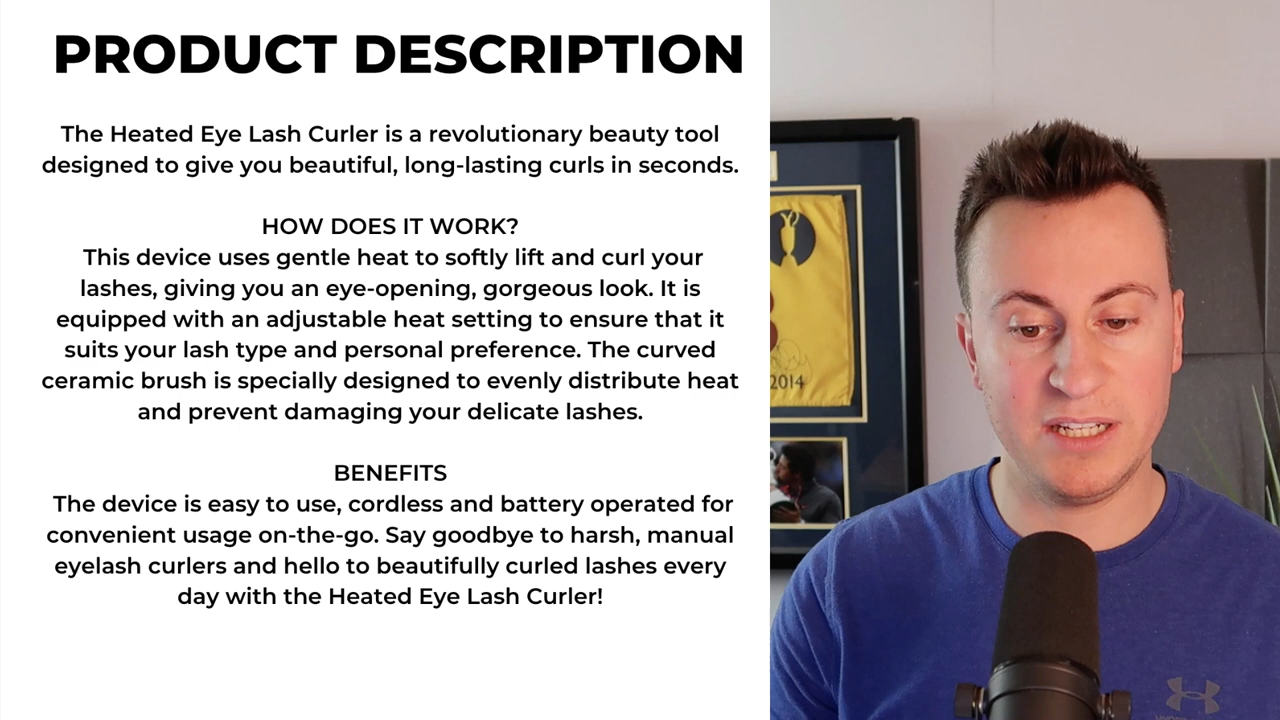 PRODUCT DESCRIPTION
The Heated Eye Lash Curler is a revolutionary beauty tool
designed to give you beautiful, long-lasting curls in seconds.
HOW DOES IT WORK?
This device uses gentle heat to softly lift and curl your
lashes, giving you an eye-opening, gorgeous look. It is
equipped with an adjustable heat setting to ensure that it
suits your lash type and personal preference. The curved
ceramic brush is specially designed to evenly distribute heat
and prevent damaging your delicate lashes.
BENEFITS
The device is easy to use, cordless and battery operated for
convenient usage on-the-go. Say goodbye to harsh, manual
eyelash curlers and hello to beautifully curled lashes every
day with the Heated Eye Lash Curler!
2014